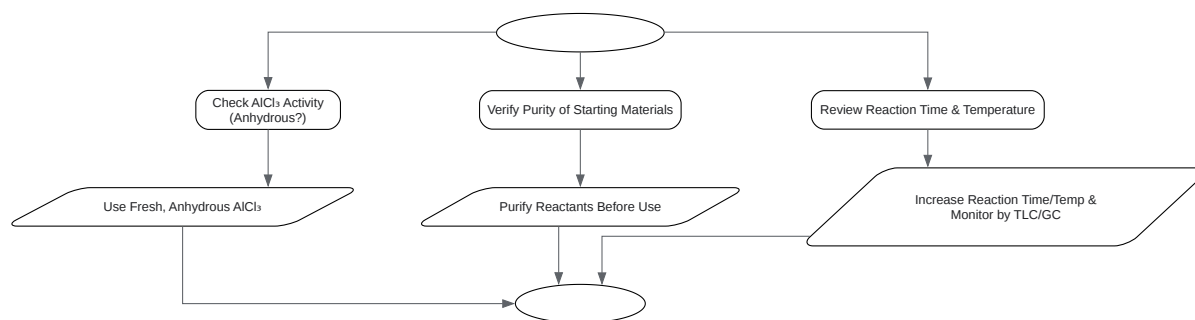 Check AlCl₃ Activity
(Anhydrous?)
Verify Purity of Starting Materials
Review Reaction Time & Temperature
Use Fresh, Anhydrous AlCl₃
Purify Reactants Before Use
Increase Reaction Time/Temp &
Monitor by TLC/GC